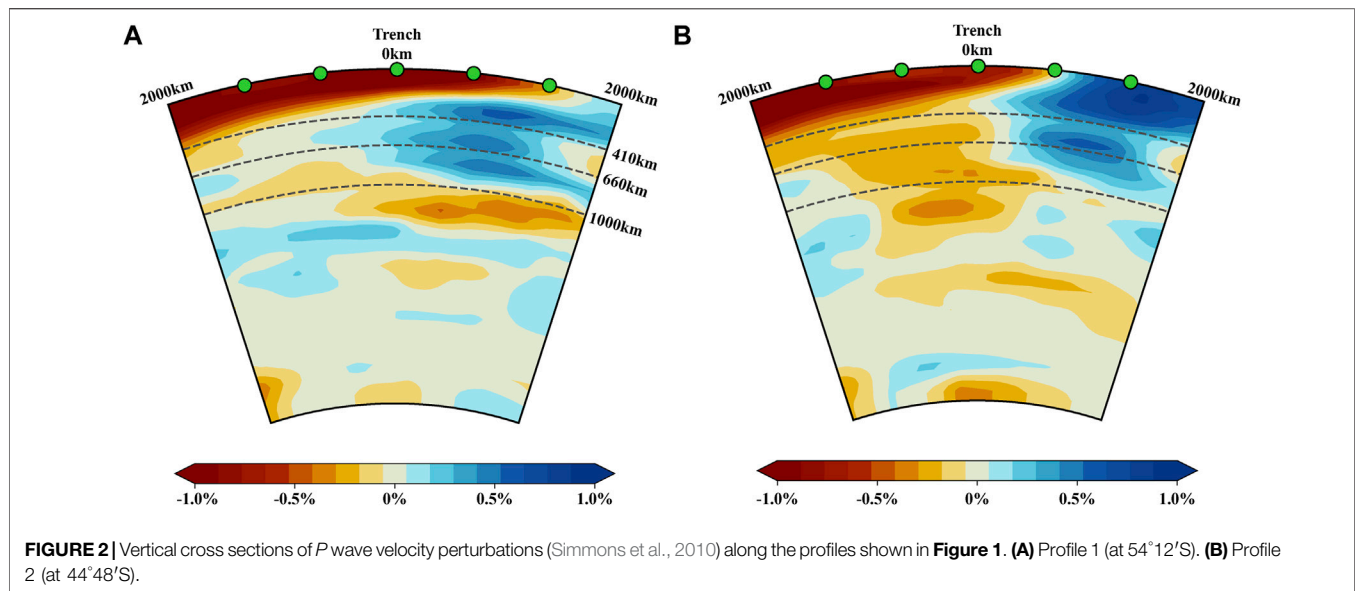 A
Trench
0km
2000km
2000km
410km
660km
1000km
-1.0%
-0.5%
0%
0.5%
1.0%
B
Trench
0km
2000km
2000km
-1.0%
-0.5%
0%
0.5%
1.0%
FIGURE 2 | Vertical cross sections of P wave velocity perturbations (Simmons et al., 2010) along the profiles shown in Figure 1. (A) Profile 1 (at 54°12′S). (B) Profile
2 (at 44°48′S).